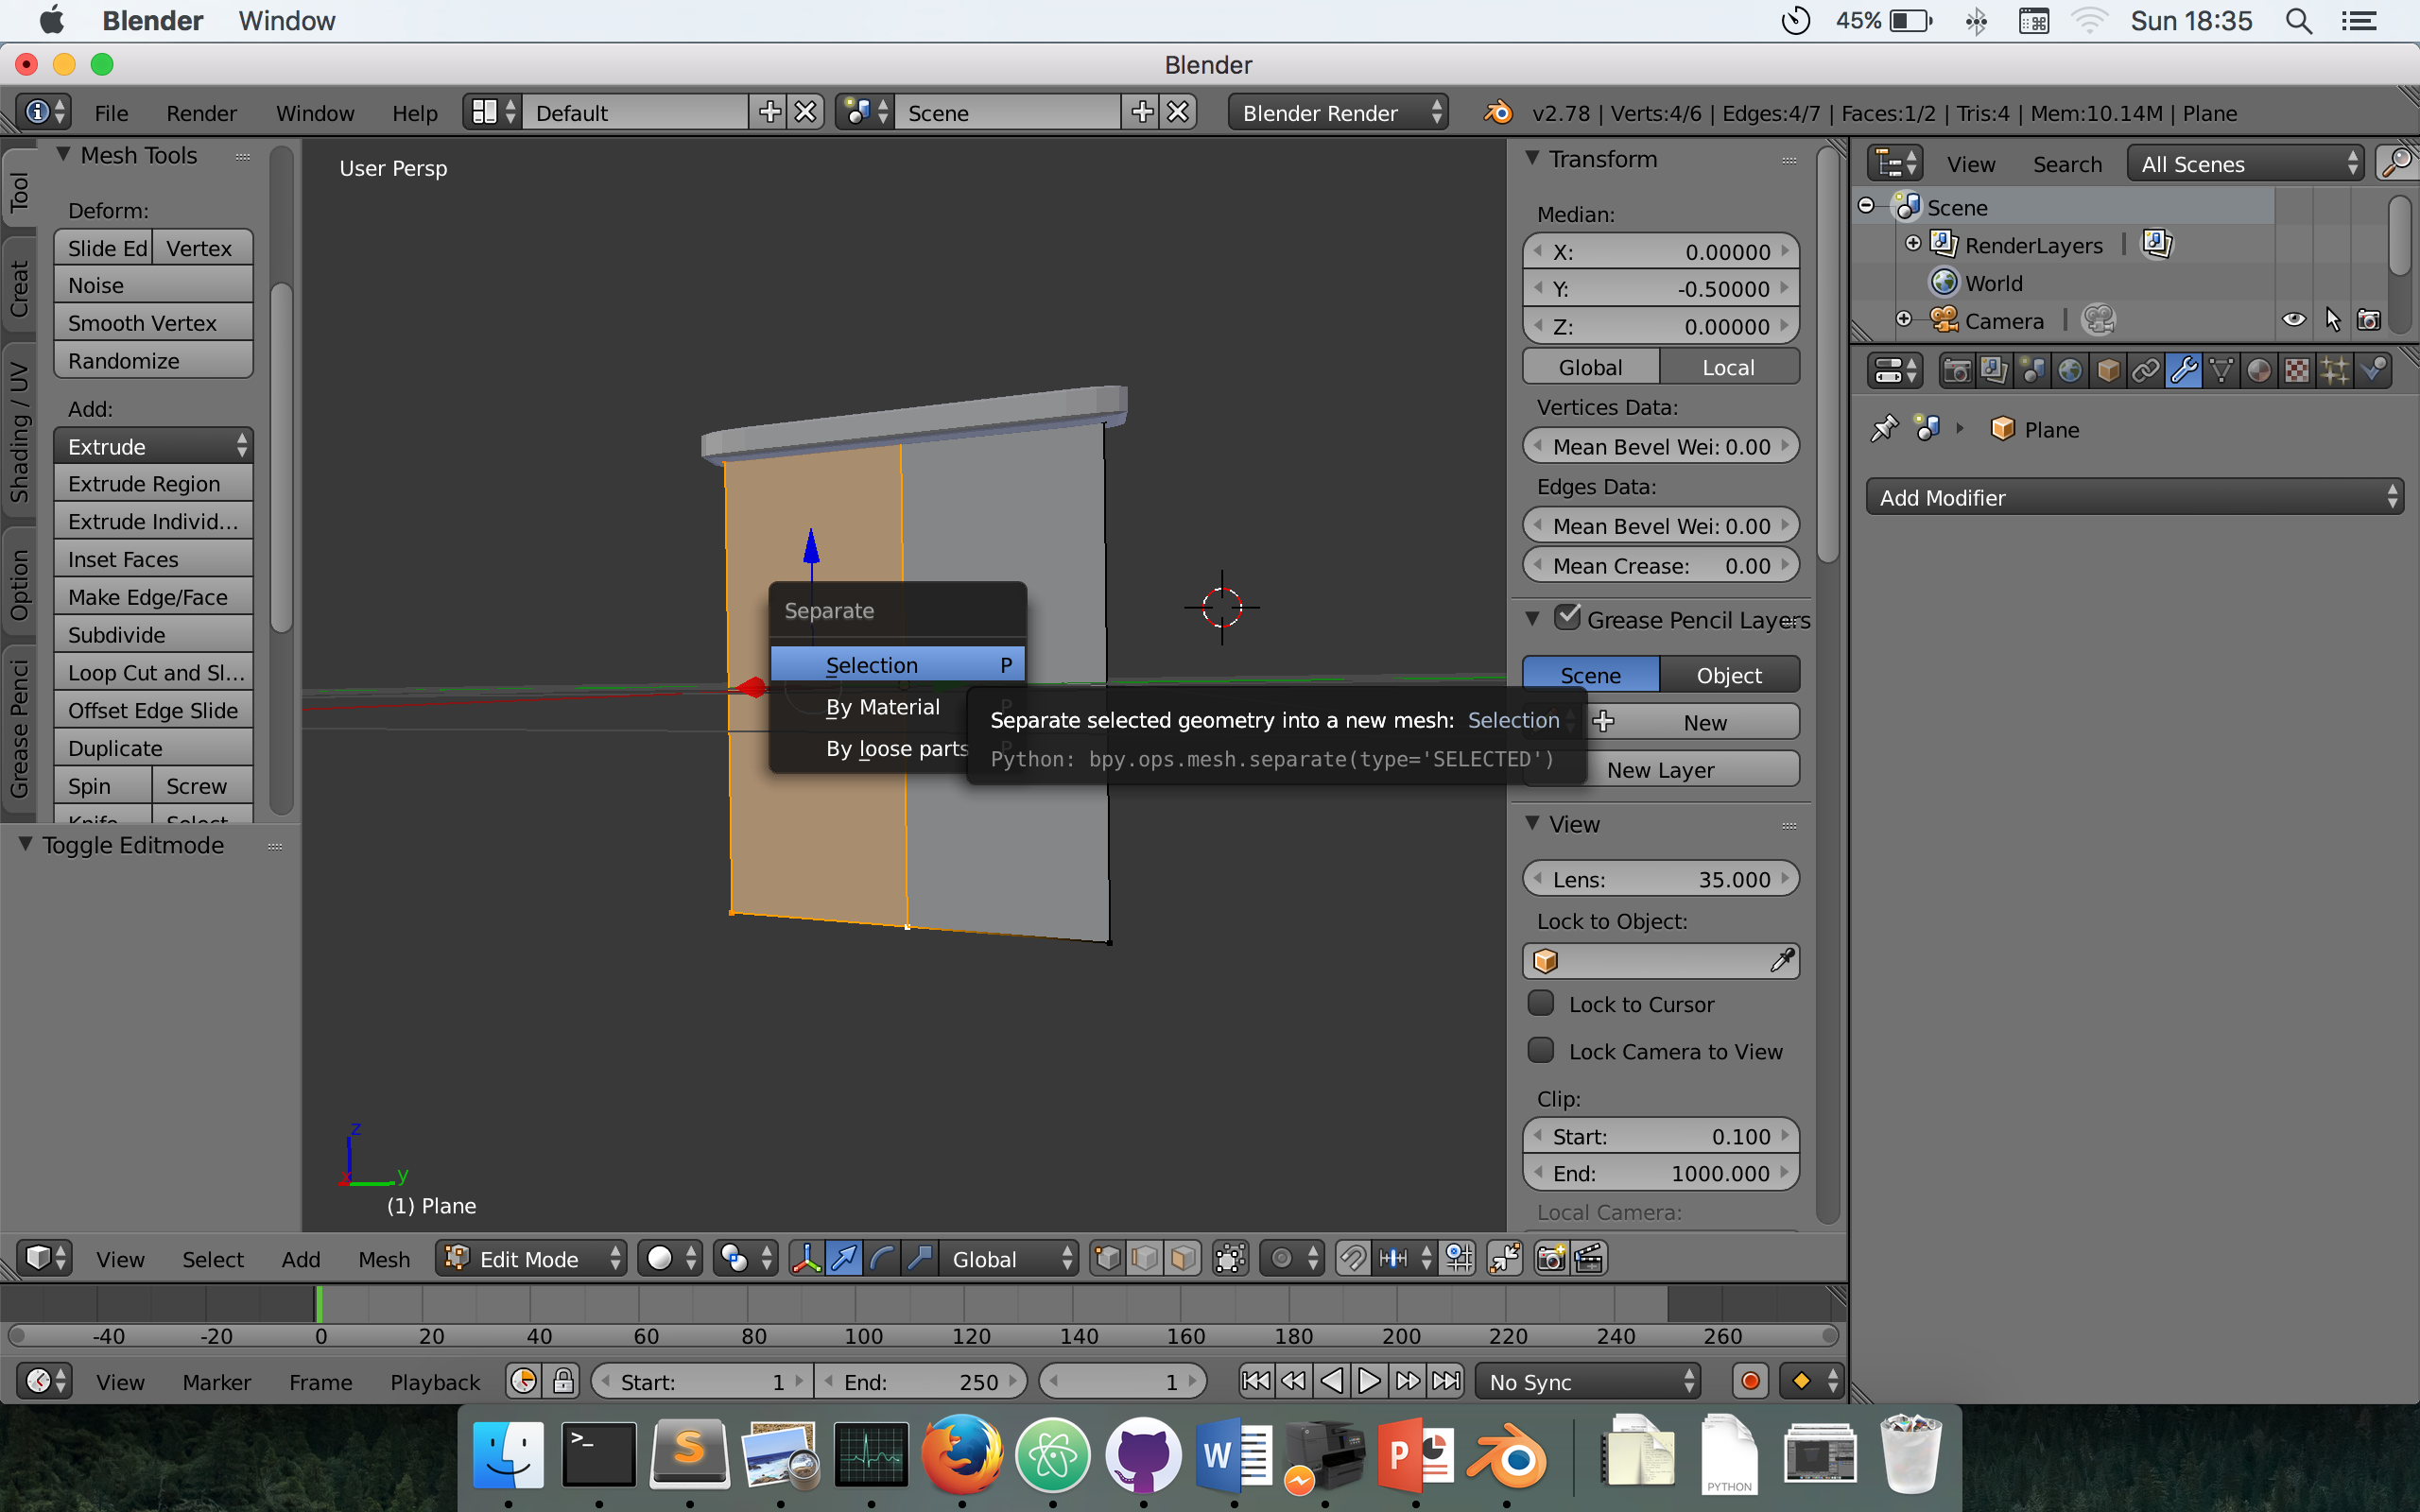 Blender Window 45% Sun 18:35
Blender
File Render Window Help Default Scene Blender Render v2.78 | Verts:4/6 | Edges:4/7 | Faces:1/2 | Tris:4 | Mem:10.14M | Plane
Tool
Creat
Shading / UV
Option
Grease Penci
Mesh Tools
Deform:
Slide Ed Vertex
Noise
Smooth Vertex
Randomize
Add:
Extrude
Extrude Region
Extrude Individ...
Inset Faces
Make Edge/Face
Subdivide
Loop Cut and Sl...
Offset Edge Slide
Duplicate
Spin Screw
Knife Select
Toggle Editmode
User Persp
Separate
Selection P
By Material P
By loose parts P
Separate selected geometry into a new mesh: Selection
Python: bpy.ops.mesh.separate(type='SELECTED')
z
x y
(1) Plane
Transform
Median:
X: 0.00000
Y: -0.50000
Z: 0.00000
Global Local
Vertices Data:
Mean Bevel Wei: 0.00
Edges Data:
Mean Bevel Wei: 0.00
Mean Crease: 0.00
Grease Pencil Layers
Scene Object
New
New Layer
View
Lens: 35.000
Lock to Object:
Lock to Cursor
Lock Camera to View
Clip:
Start: 0.100
End: 1000.000
Local Camera:
View Search All Scenes
Scene
RenderLayers |
World
Camera |
Plane
Add Modifier
View Select Add Mesh Edit Mode Global
-40 -20 0 20 40 60 80 100 120 140 160 180 200 220 240 260
View Marker Frame Playback Start: 1 End: 250 1 No Sync
>_ S W P PYTHON